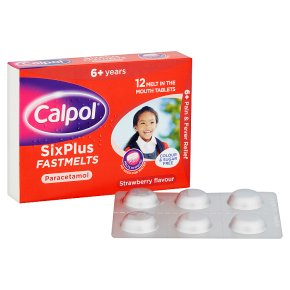 6+ years
12 MELT IN THE
MOUTH TABLETS
Calpol®
SixPlus
FASTMELTS
Paracetamol
COLOUR &
SUGAR
FREE
Strawberry flavour
6+ Pain & Fever Relief